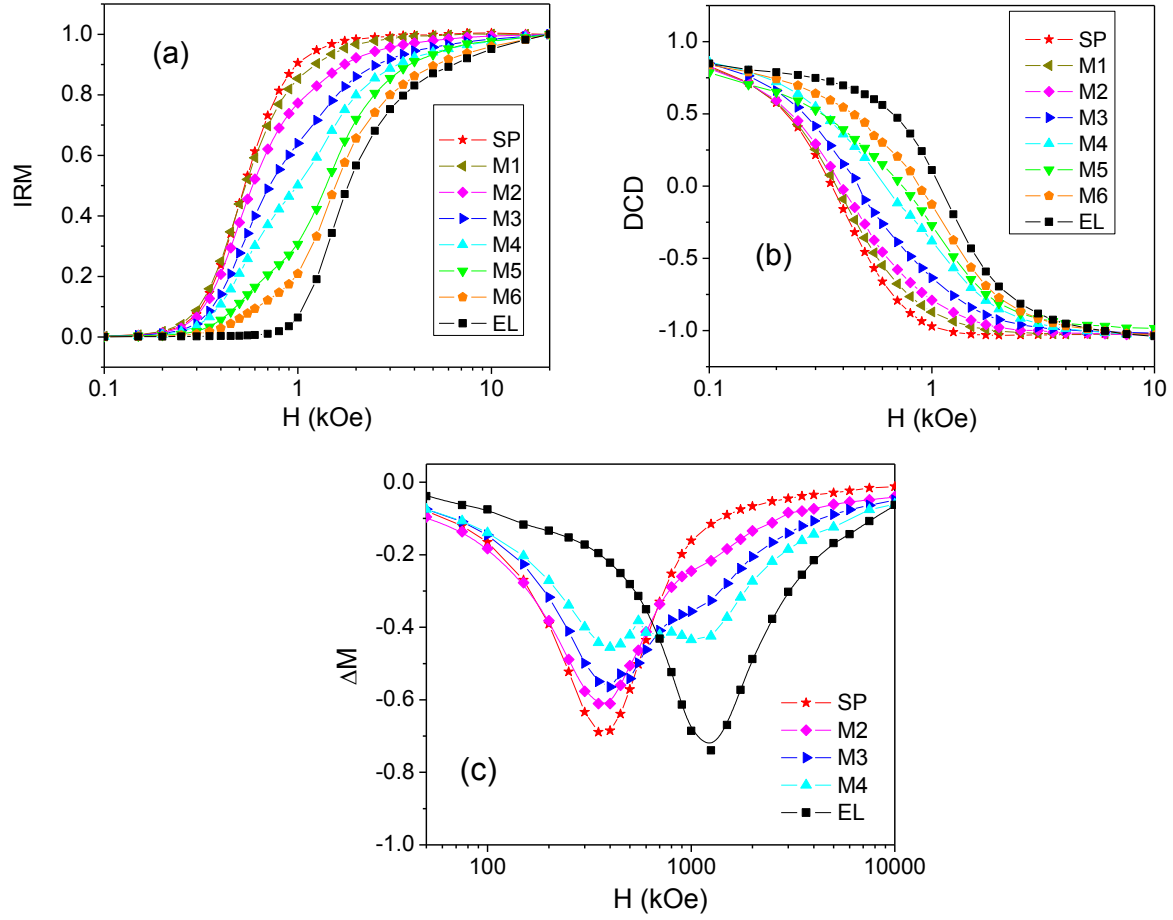 (a)
IRM
1.0
0.8
0.6
0.4
0.2
0.0
SP
M1
M2
M3
M4
M5
M6
EL
0.1
1
10
H (kOe)
(b)
DCD
1.0
0.5
0.0
-0.5
-1.0
SP
M1
M2
M3
M4
M5
M6
EL
0.1
1
10
H (kOe)
(c)
ΔM
0.0
-0.2
-0.4
-0.6
-0.8
-1.0
SP
M2
M3
M4
EL
100
1000
10000
H (kOe)